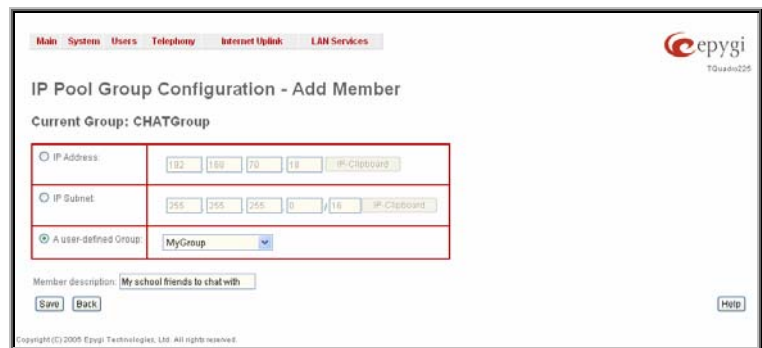 Main System Users Telephony Internet Uplink LAN Services
epygi
TQuadro225
IP Pool Group Configuration - Add Member
Current Group: CHATGroup
IP Address:
192 168 70 18 IP-Clipboard
IP Subnet:
255 255 255 0 / 16 IP-Clipboard
A user-defined Group: MyGroup
Member description: My school friends to chat with
Save Back Help
Copyright (C) 2005 Epygi Technologies, Ltd. All rights reserved.